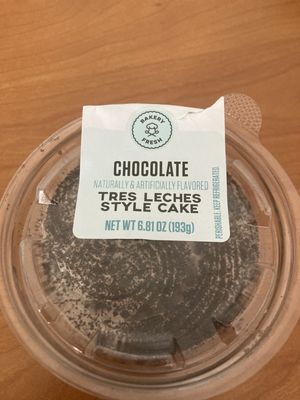 BAKERY
FRESH
CHOCOLATE
NATURALLY & ARTIFICIALLY FLAVORED
TRES LECHES
STYLE CAKE
NET WT 6.81 OZ (193g)
PERISHABLE. KEEP REFRIGERATED.